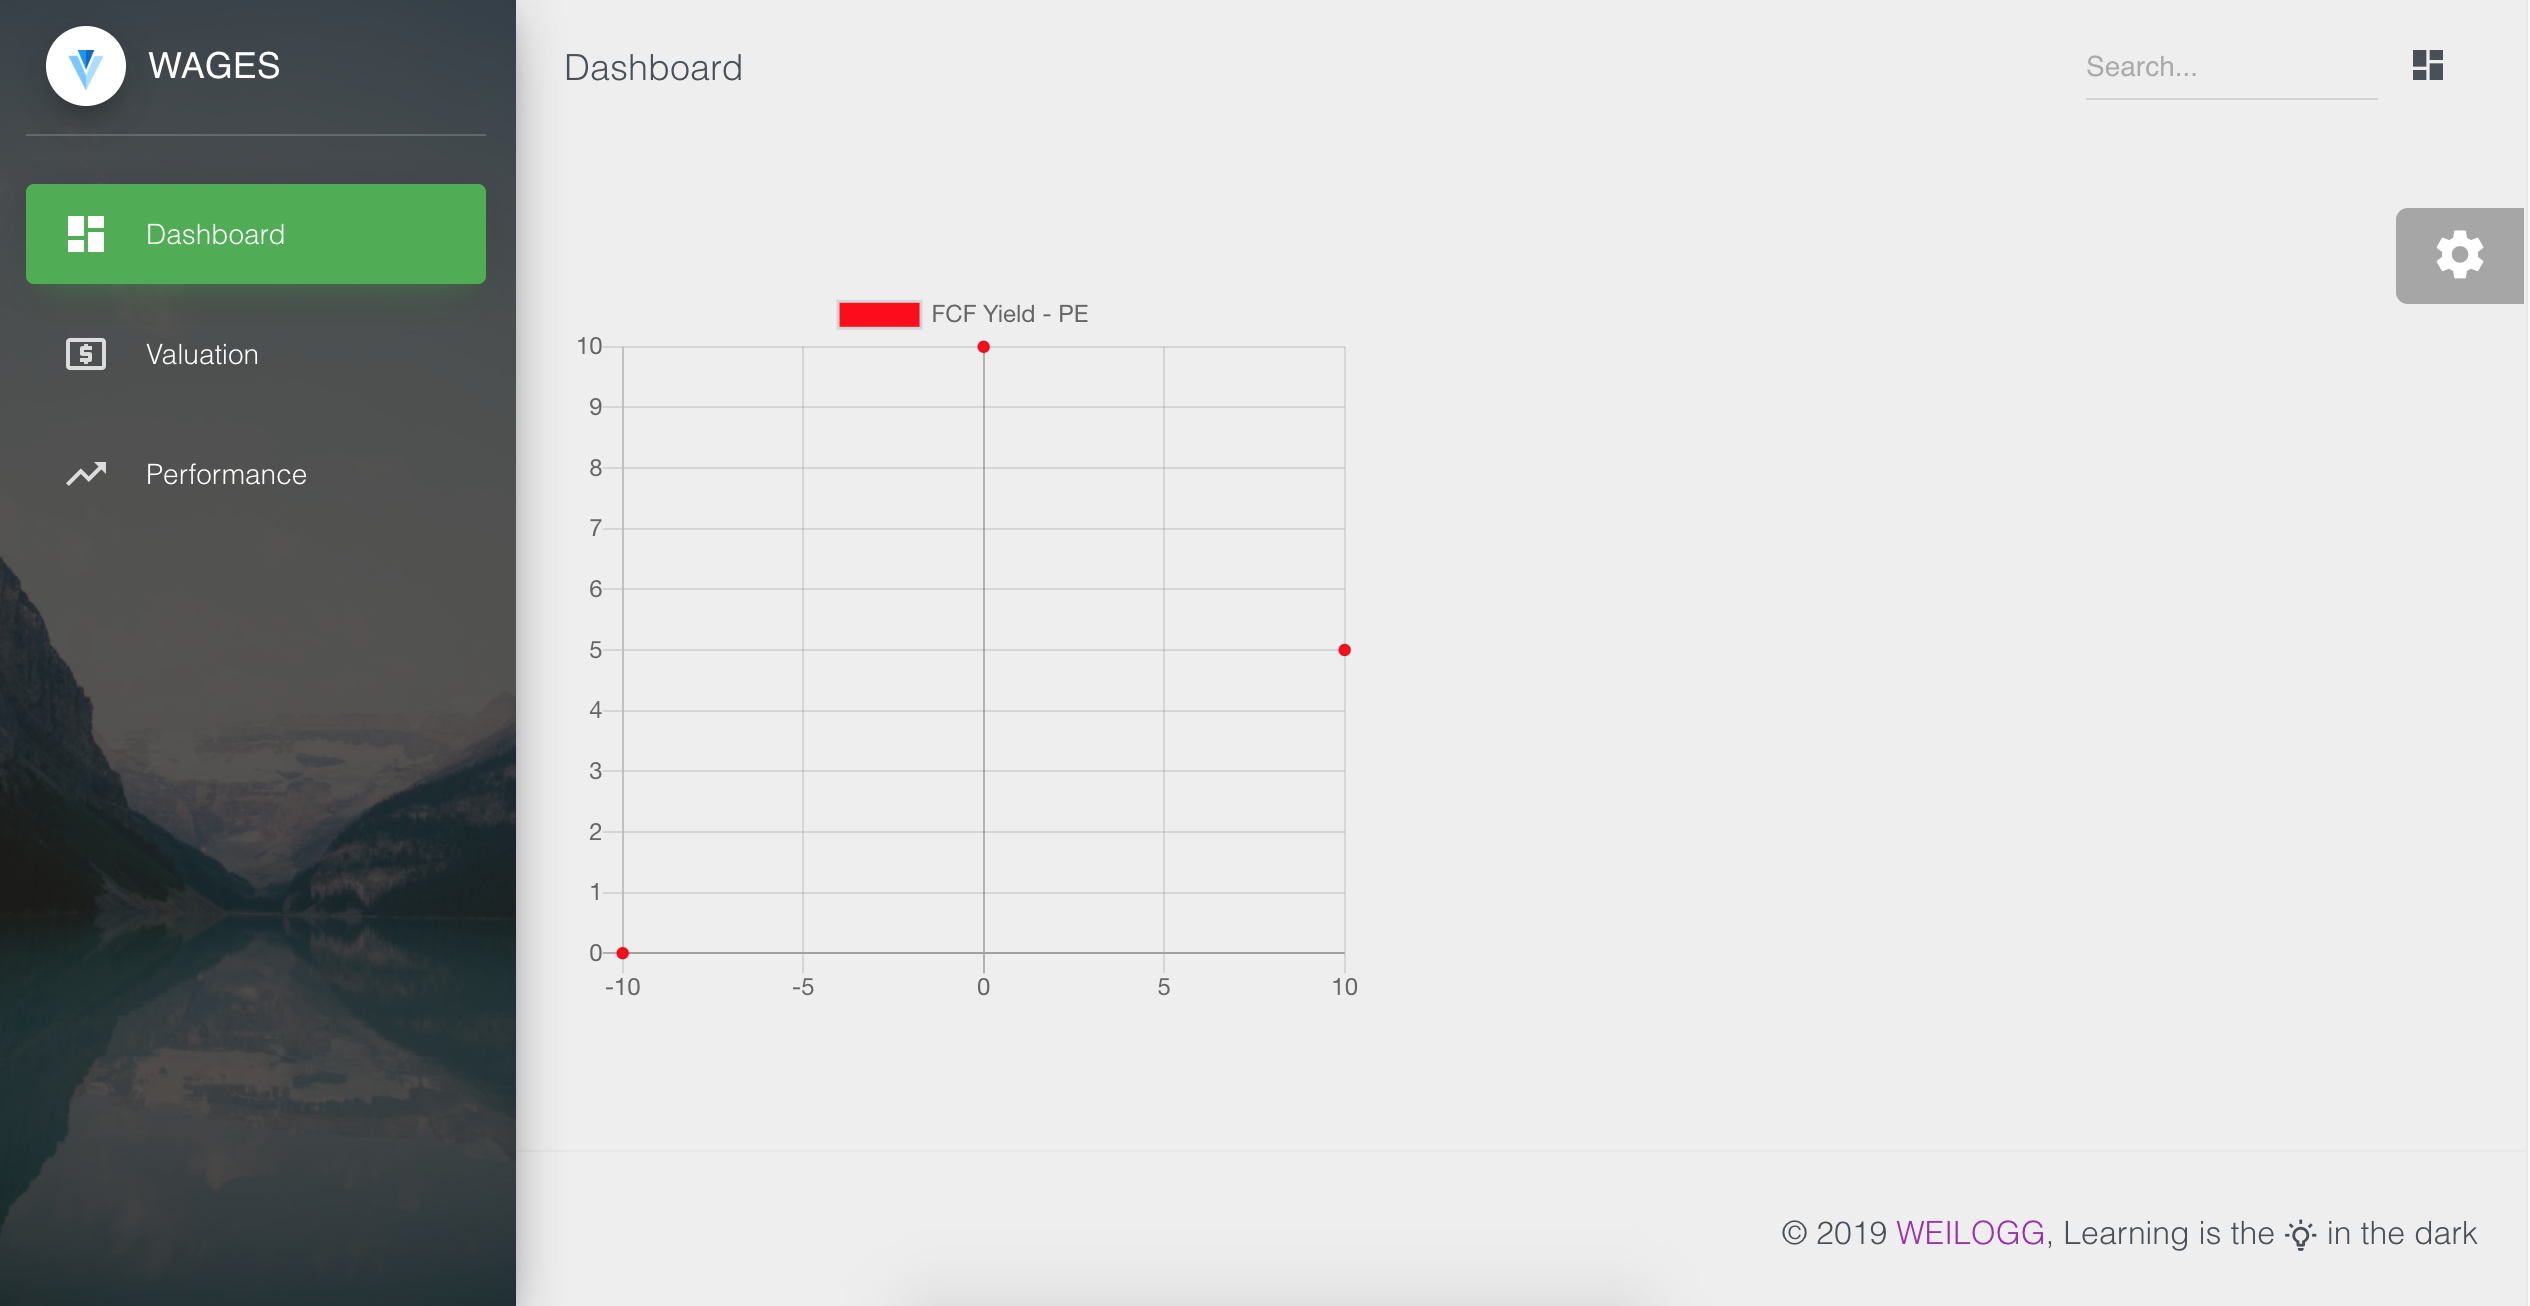 WAGES
Dashboard
Valuation
Performance
Dashboard
Search...
FCF Yield - PE
10
9
8
7
6
5
4
3
2
1
0
-10 -5 0 5 10
© 2019 WEILOGG, Learning is the in the dark